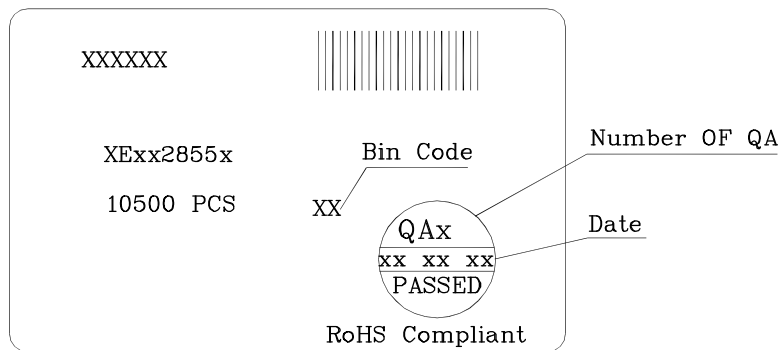 XXXXXX
XExx2855x
Bin Code
Number OF QA
10500 PCS
XX
QAx
Date
xx xx xx
PASSED
RoHS Compliant